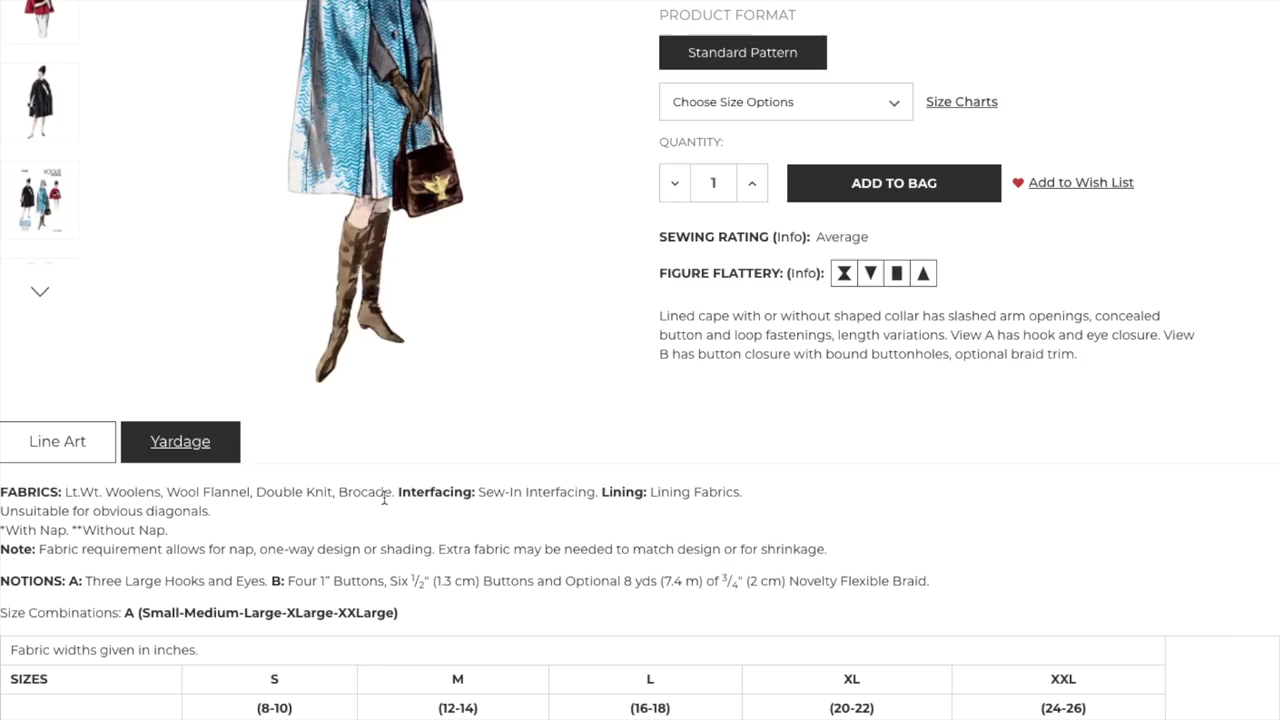 PRODUCT FORMAT
Standard Pattern
Choose Size Options
Size Charts
QUANTITY:
1
ADD TO BAG
Add to Wish List
SEWING RATING (Info): Average
FIGURE FLATTERY: (Info):
Lined cape with or without shaped collar has slashed arm openings, concealed
button and loop fastenings, length variations. View A has hook and eye closure. View
B has button closure with bound buttonholes, optional braid trim.
VOGUE
Line Art
Yardage
FABRICS: Lt.Wt. Woolens, Wool Flannel, Double Knit, Brocade. Interfacing: Sew-In Interfacing. Lining: Lining Fabrics.
Unsuitable for obvious diagonals.
*With Nap. **Without Nap.
Note: Fabric requirement allows for nap, one-way design or shading. Extra fabric may be needed to match design or for shrinkage.
NOTIONS: A: Three Large Hooks and Eyes. B: Four 1” Buttons, Six 1/2" (1.3 cm) Buttons and Optional 8 yds (7.4 m) of 3/4" (2 cm) Novelty Flexible Braid.
Size Combinations: A (Small-Medium-Large-XLarge-XXLarge)
Fabric widths given in inches.
SIZES S M L XL XXL
(8-10) (12-14) (16-18) (20-22) (24-26)